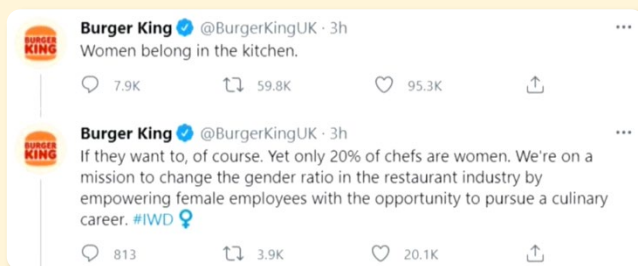 BURGER KING
Burger King @BurgerKingUK · 3h
Women belong in the kitchen.
7.9K 59.8K 95.3K
BURGER KING
Burger King @BurgerKingUK · 3h
If they want to, of course. Yet only 20% of chefs are women. We're on a
mission to change the gender ratio in the restaurant industry by
empowering female employees with the opportunity to pursue a culinary
career. #IWD
813 3.9K 20.1K